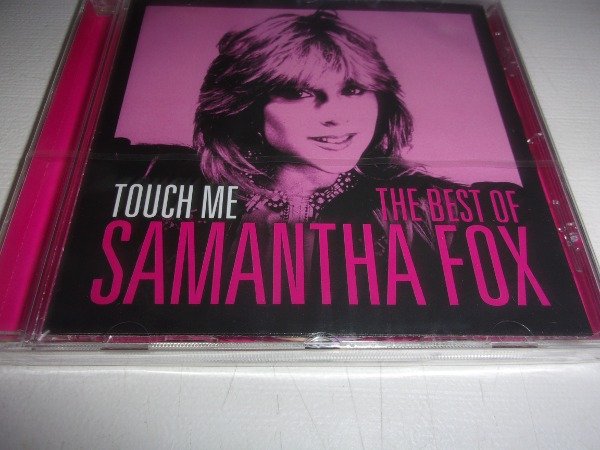 TOUCH ME THE BEST OF
SAMANTHA FOX